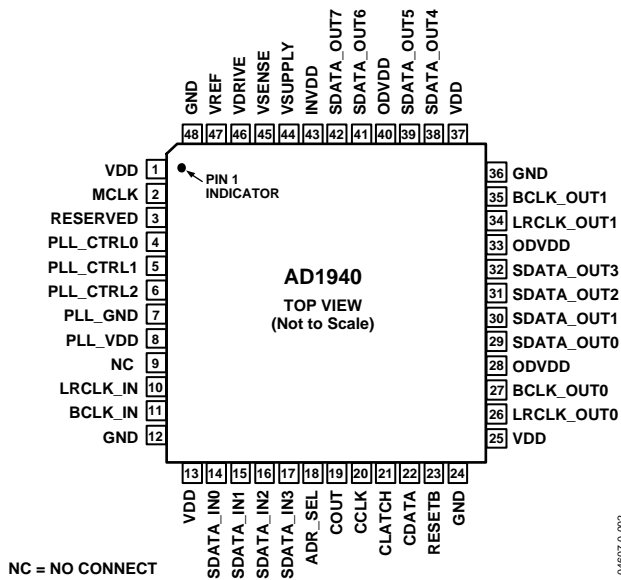 GND
VREF
VDRIVE
VSENSE
VSUPPLY
INVDD
SDATA_OUT7
SDATA_OUT6
ODVDD
SDATA_OUT5
SDATA_OUT4
VDD
48 47 46 45 44 43 42 41 40 39 38 37
VDD 1
MCLK 2
RESERVED 3
PLL_CTRL0 4
PLL_CTRL1 5
PLL_CTRL2 6
PLL_GND 7
PLL_VDD 8
NC 9
LRCLK_IN 10
BCLK_IN 11
GND 12
PIN 1
INDICATOR
AD1940
TOP VIEW
(Not to Scale)
36 GND
35 BCLK_OUT1
34 LRCLK_OUT1
33 ODVDD
32 SDATA_OUT3
31 SDATA_OUT2
30 SDATA_OUT1
29 SDATA_OUT0
28 ODVDD
27 BCLK_OUT0
26 LRCLK_OUT0
25 VDD
13 14 15 16 17 18 19 20 21 22 23 24
VDD
SDATA_IN0
SDATA_IN1
SDATA_IN2
SDATA_IN3
ADR_SEL
COUT
CCLK
CLATCH
CDATA
RESETB
GND
NC = NO CONNECT
04607-0-002